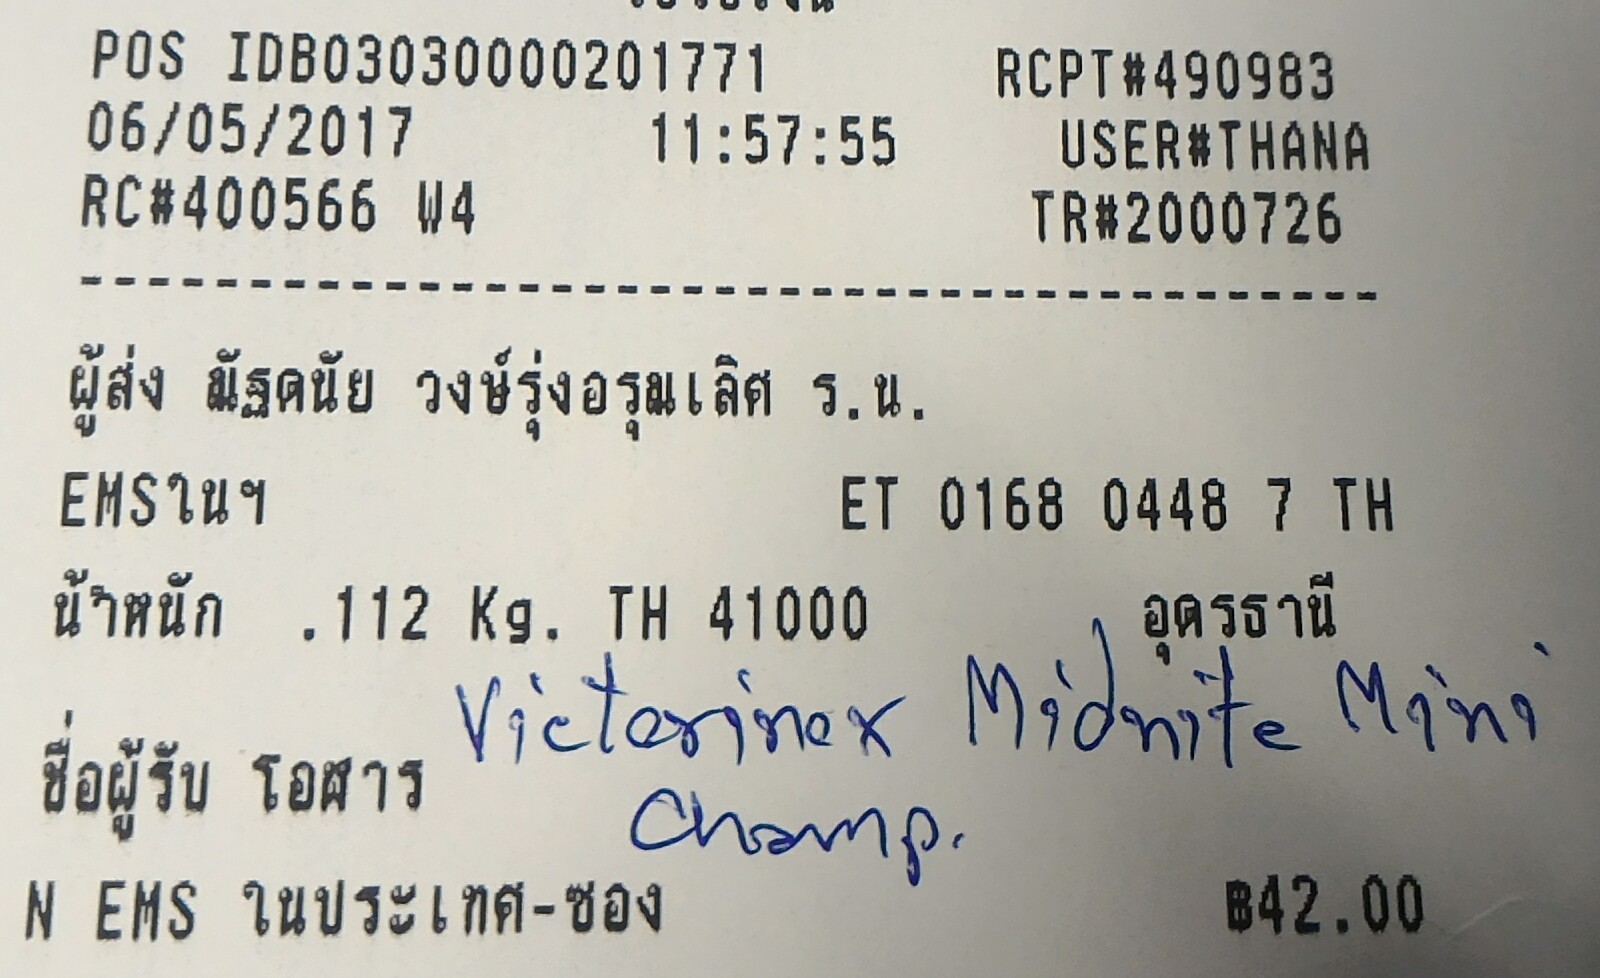 POS IDB03030000201771 RCPT#490983
06/05/2017 11:57:55 USER#THANA
RC#400566 W4 TR#2000726
--------------------------------------
ผู้ส่ง ณัฐดนัย วงษ์รุ่งอรุณเลิศ ร.น.
EMSในฯ ET 0168 0448 7 TH
น้ำหนัก .112 Kg. TH 41000 อุดรธานี
Victorinox Midnite Mini
ชื่อผู้รับ โอฬาร
Champ.
N EMS ในประเทศ-ซอง ฿42.00